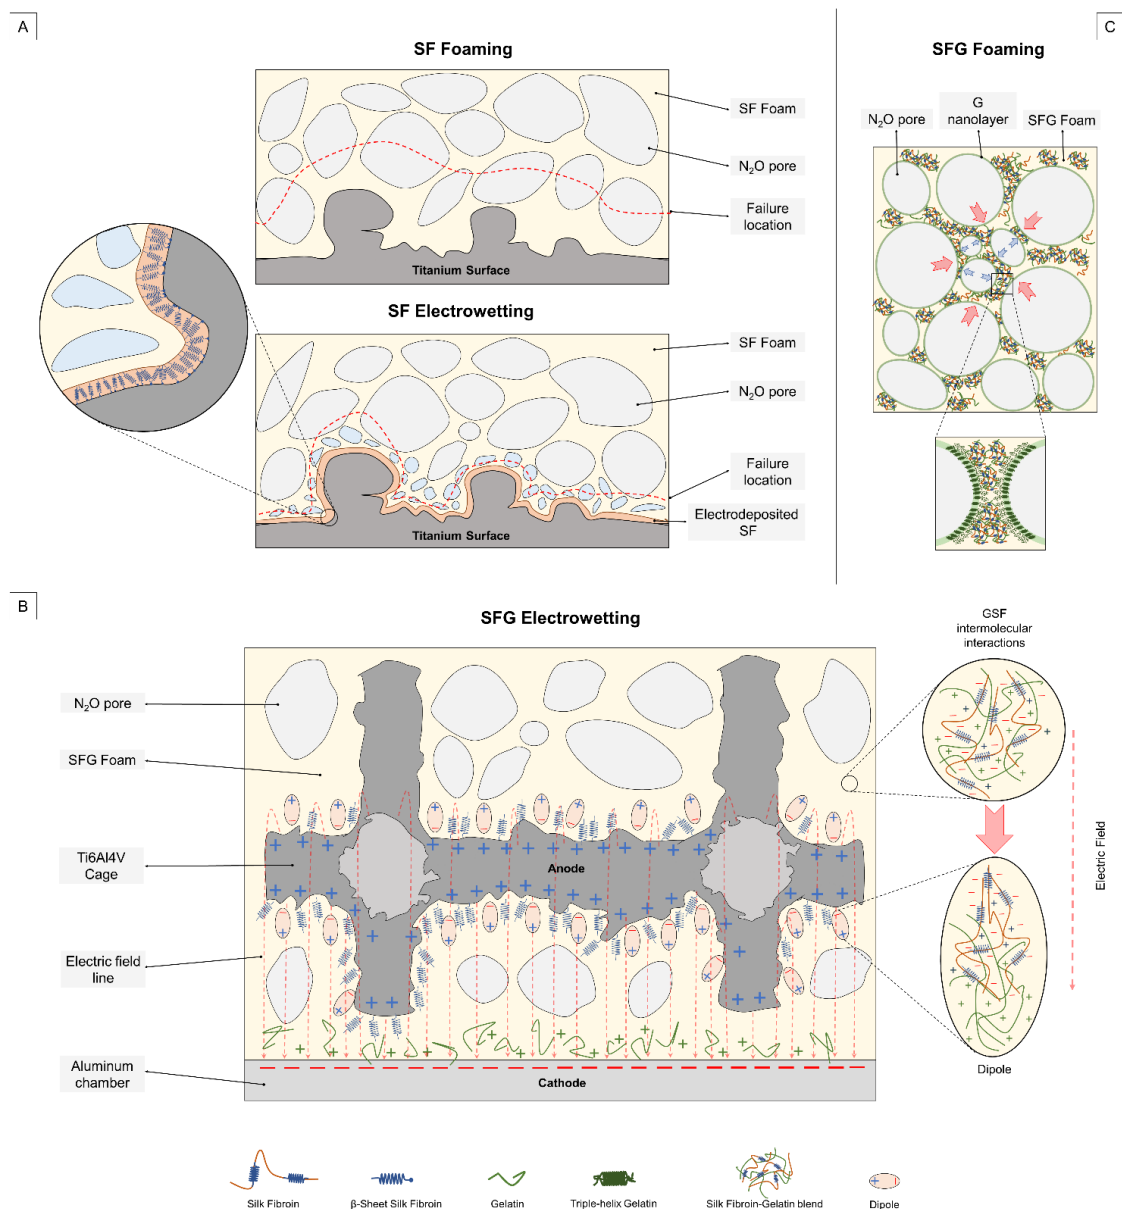 A
SF Foaming
SF Foam
N₂O pore
Failure
location
Titanium Surface
SF Electrowetting
SF Foam
N₂O pore
Failure
location
Electrodeposited
SF
Titanium Surface
C
SFG Foaming
N₂O pore
G
nanolayer
SFG Foam
B
SFG Electrowetting
N₂O pore
SFG Foam
Ti6Al4V
Cage
Electric field
line
Aluminum
chamber
Anode
Cathode
GSF
intermolecular
interactions
Electric Field
Dipole
Silk Fibroin
β-Sheet Silk Fibroin
Gelatin
Triple-helix Gelatin
Silk Fibroin-Gelatin blend
Dipole